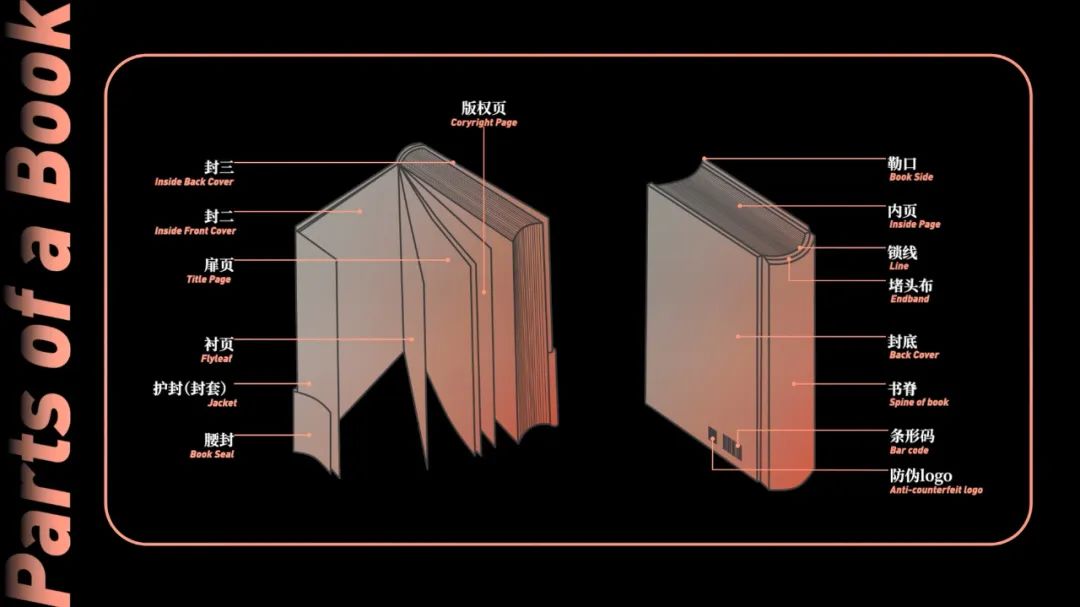 Parts of a Book
版权页
Coryright Page
封三
Inside Back Cover
封二
Inside Front Cover
扉页
Title Page
衬页
Flyleaf
护封(封套)
Jacket
腰封
Book Seal
勒口
Book Side
内页
Inside Page
锁线
Line
堵头布
Endband
封底
Back Cover
书脊
Spine of book
条形码
Bar code
防伪logo
Anti-counterfeit logo